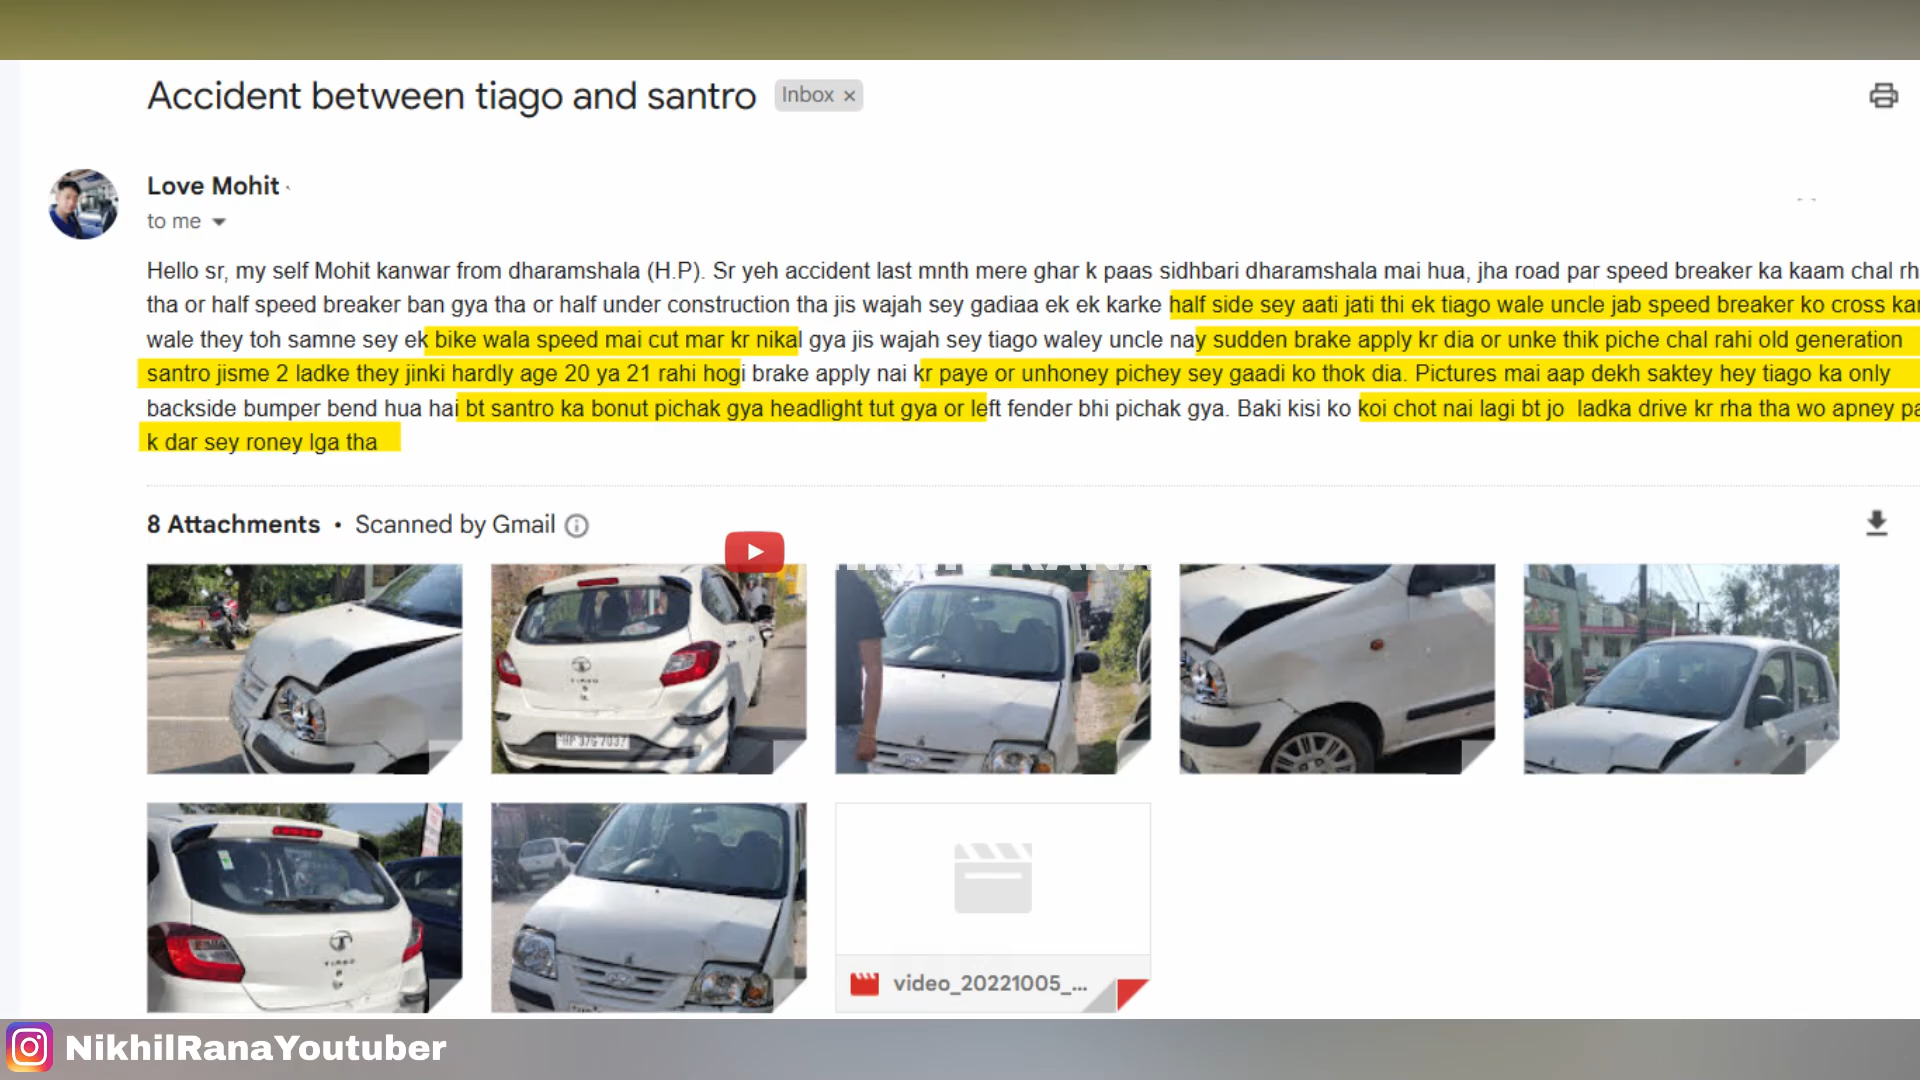 Accident between tiago and santro Inbox ×
Love Mohit
to me
Hello sr, my self Mohit kanwar from dharamshala (H.P). Sr yeh accident last mnth mere ghar k paas sidhbari dharamshala mai hua, jha road par speed breaker ka kaam chal rh
tha or half speed breaker ban gya tha or half under construction tha jis wajah sey gadiaa ek ek karke half side sey aati jati thi ek tiago wale uncle jab speed breaker ko cross kar
wale they toh samne sey ek bike wala speed mai cut mar kr nikal gya jis wajah sey tiago waley uncle nay sudden brake apply kr dia or unke thik piche chal rahi old generation
santro jisme 2 ladke they jinki hardly age 20 ya 21 rahi hogi brake apply nai kr paye or unhoney pichey sey gaadi ko thok dia. Pictures mai aap dekh saktey hey tiago ka only
backside bumper bend hua hai bt santro ka bonut pichak gya headlight tut gya or left fender bhi pichak gya. Baki kisi ko koi chot nai lagi bt jo ladka drive kr rha tha wo apney pa
k dar sey roney lga tha
8 Attachments • Scanned by Gmail
RANA
TIAGO
HP 37G 7037
TIAGO
video_20221005_...
NikhilRanaYoutuber